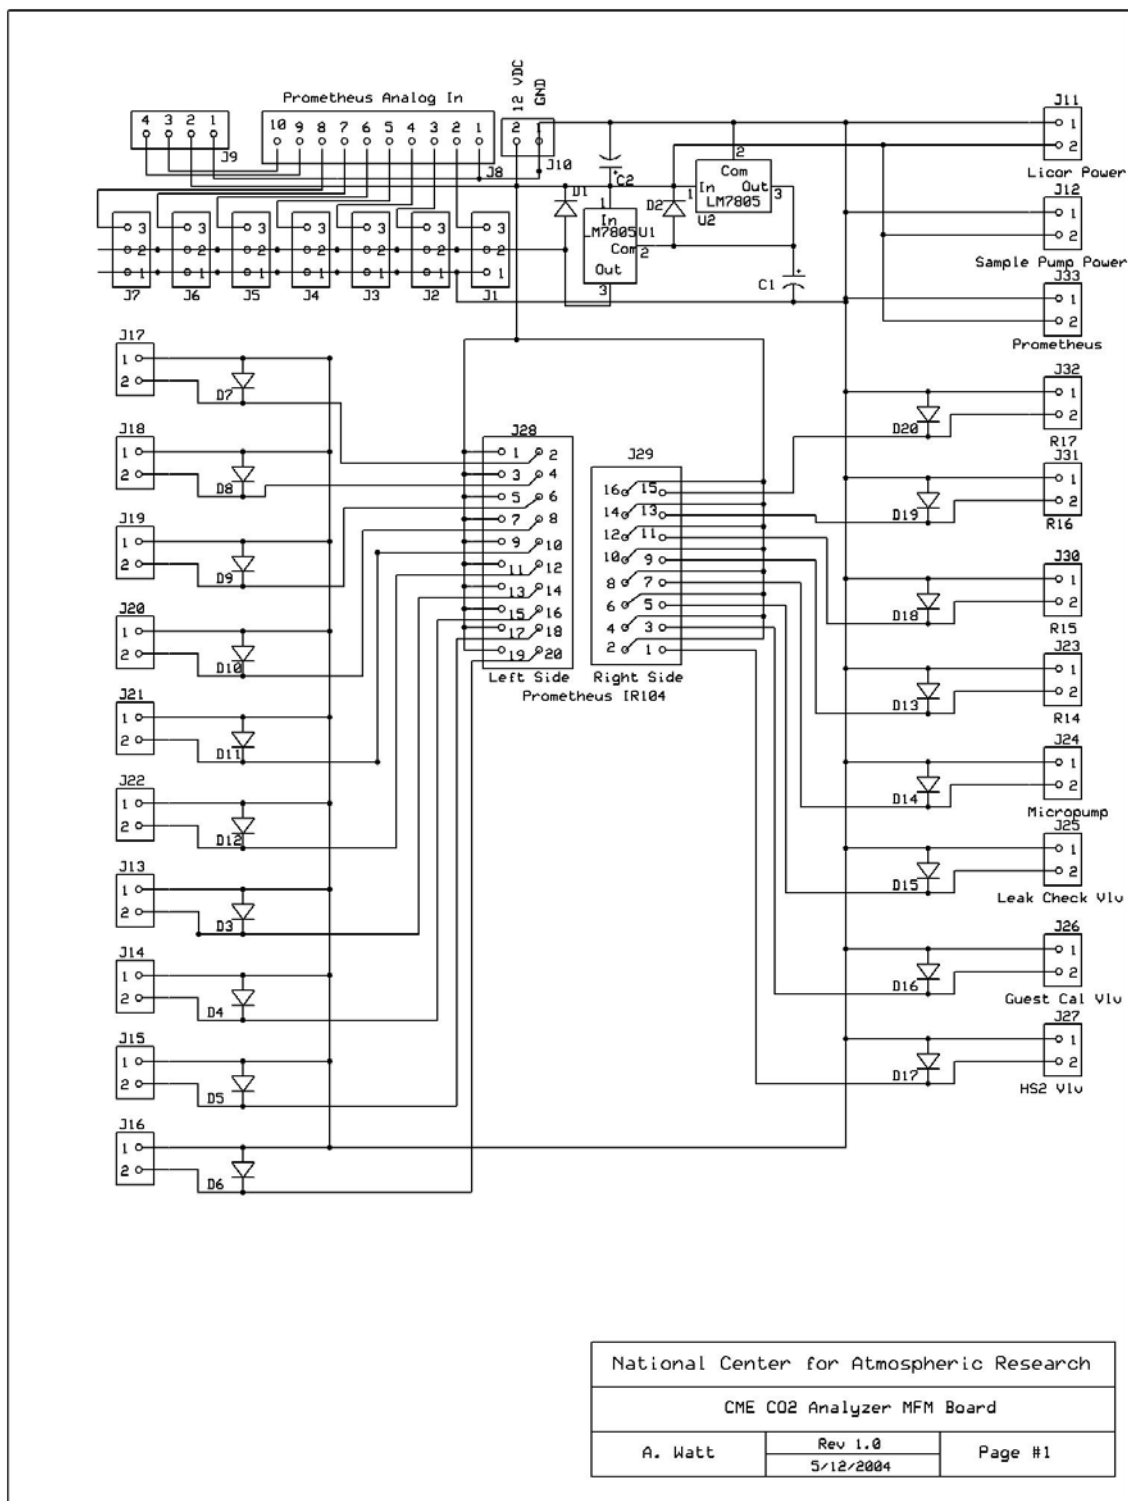 12 VDC
GND
Prometheus Analog In
4 3 2 1
J9
10 9 8 7 6 5 4 3 2 1
J8
2 1
J10
C2
D1
1
In
LM7805
U1
Com
2
Out
3
D2
2
Com
1
In
Out
3
LM7805
U2
C1
J11
1
2
Licor Power
J12
1
2
Sample Pump Power
J33
1
2
Prometheus
3 3 3 3 3 3 3
2 2 2 2 2 2 2
1 1 1 1 1 1 1
J7 J6 J5 J4 J3 J2 J1
J17
1
2
D7
J18
1
2
D8
J19
1
2
D9
J20
1
2
D10
J21
1
2
D11
J22
1
2
D12
J13
1
2
D3
J14
1
2
D4
J15
1
2
D5
J16
1
2
D6
J28
1 2
3 4
5 6
7 8
9 10
11 12
13 14
15 16
17 18
19 20
Left Side
J29
16 15
14 13
12 11
10 9
8 7
6 5
4 3
2 1
Right Side
Prometheus IR104
J32
1
2
D20
R17
J31
1
2
D19
R16
J30
1
2
D18
R15
J23
1
2
D13
R14
J24
1
2
D14
Micropump
J25
1
2
D15
Leak Check Vlv
J26
1
2
D16
Guest Cal Vlv
J27
1
2
D17
HS2 Vlv
National Center for Atmospheric Research
CME CO2 Analyzer MFM Board
A. Watt
Rev 1.0
5/12/2004
Page #1